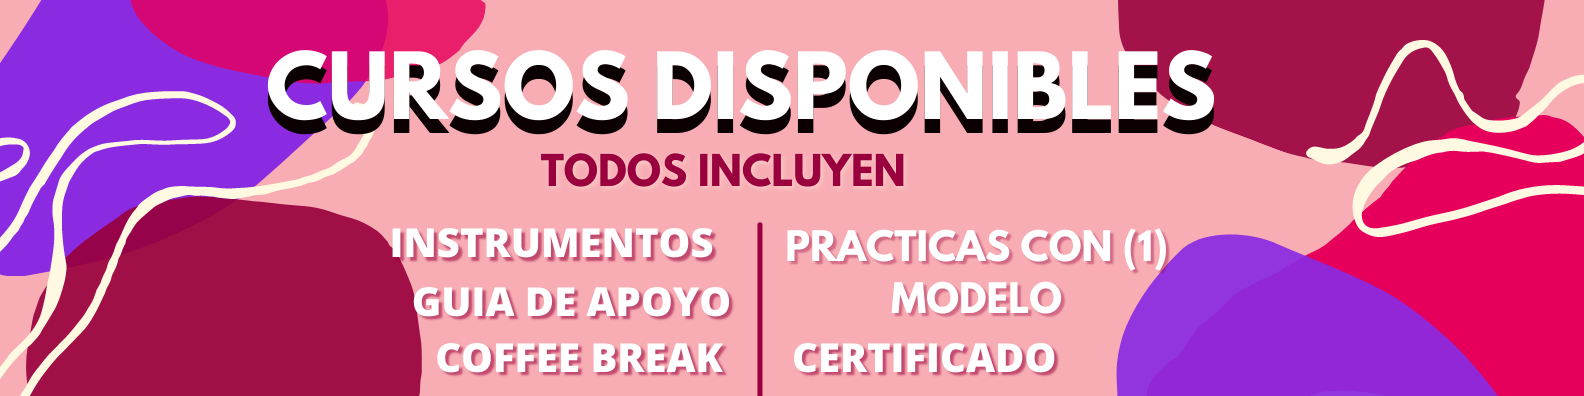 CURSOS DISPONIBLES
TODOS INCLUYEN
INSTRUMENTOS
GUIA DE APOYO
COFFEE BREAK
PRACTICAS CON (1)
MODELO
CERTIFICADO